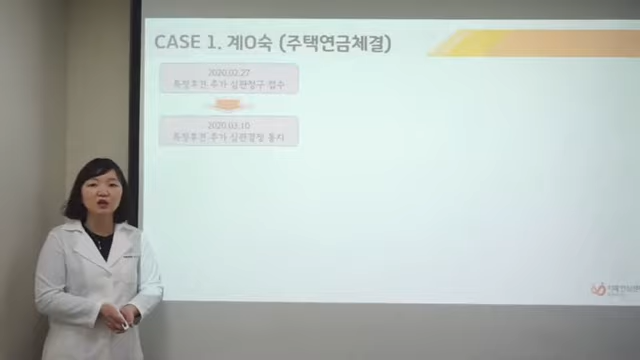 CASE 1. 계O숙 (주택연금체결)
2020.02.27
특정후견 추가 심판청구 접수
2020.03.10
특정후견 추가 심판결정 통지